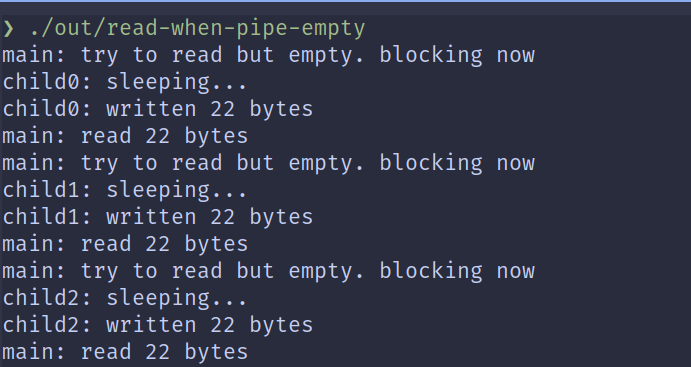 ❯ ./out/read-when-pipe-empty
main: try to read but empty. blocking now
child0: sleeping...
child0: written 22 bytes
main: read 22 bytes
main: try to read but empty. blocking now
child1: sleeping...
child1: written 22 bytes
main: read 22 bytes
main: try to read but empty. blocking now
child2: sleeping...
child2: written 22 bytes
main: read 22 bytes